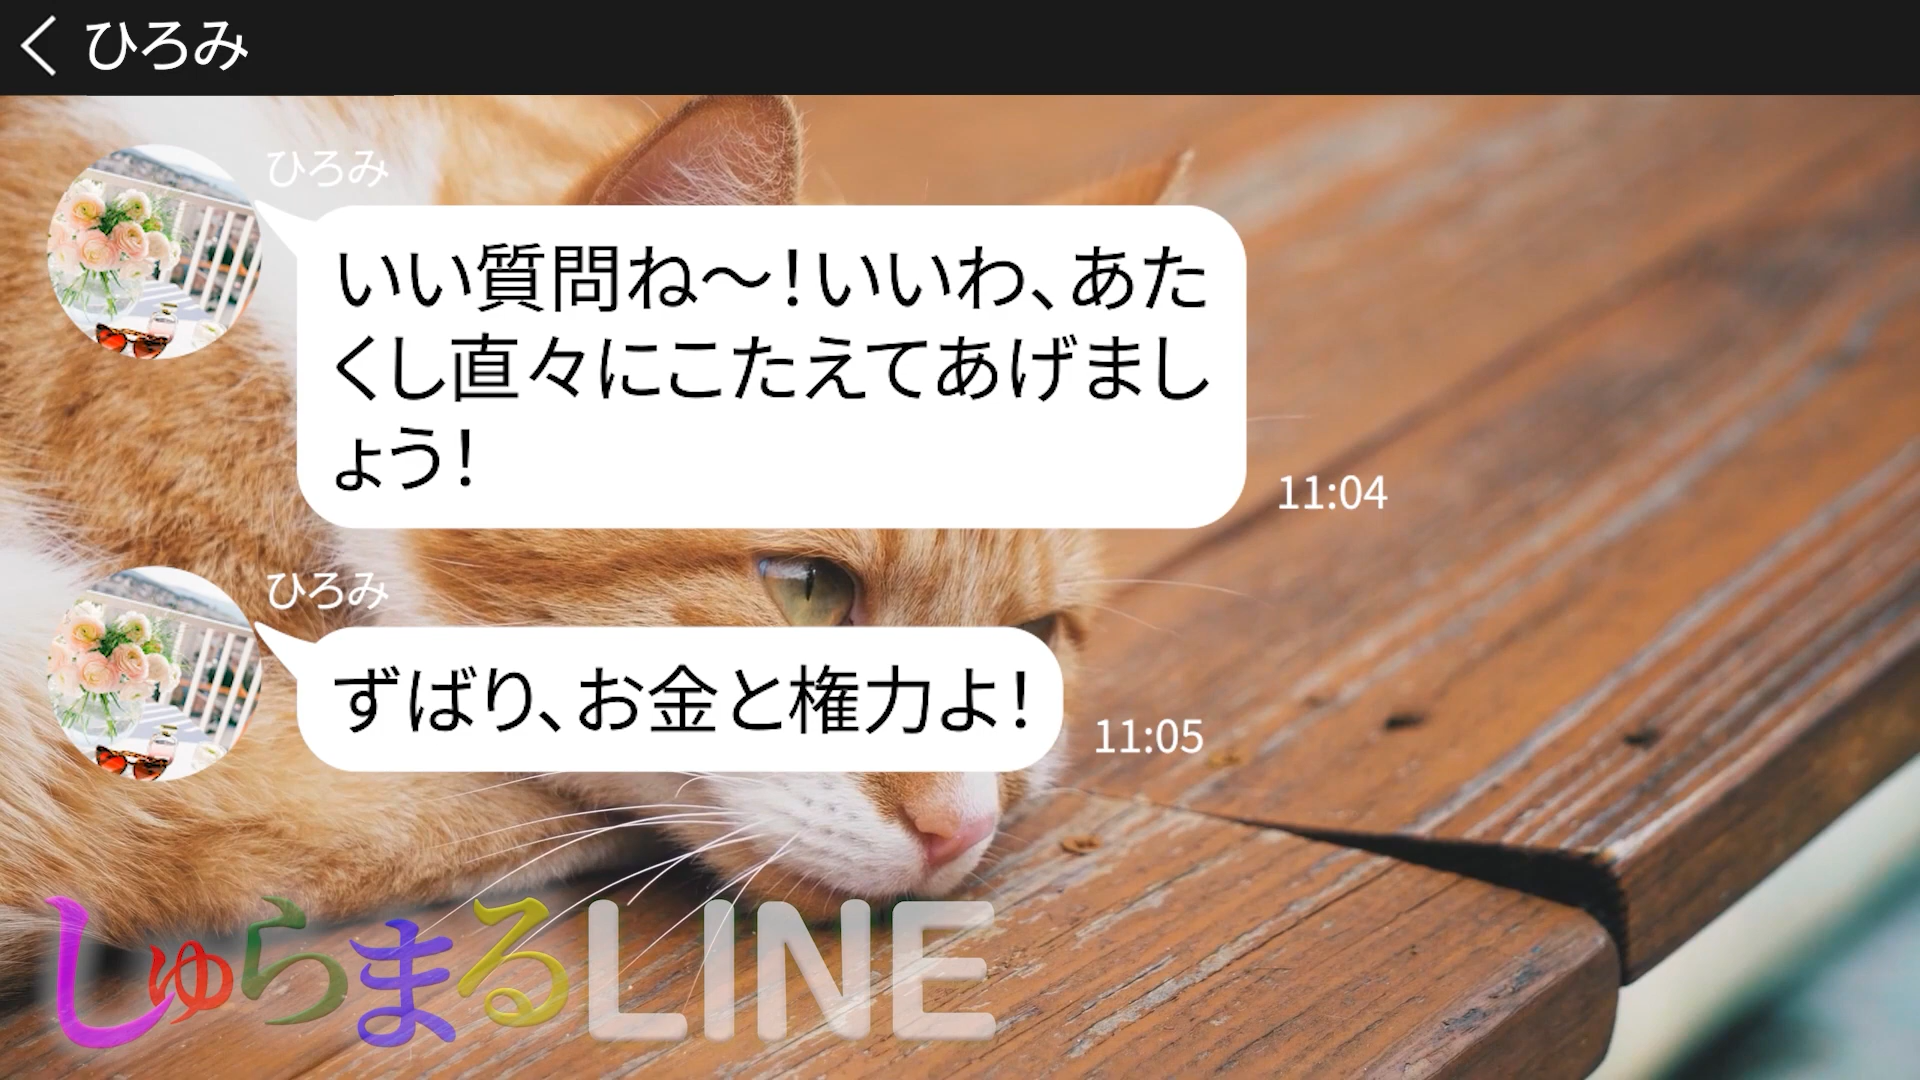 ひろみ
ひろみ
いい質問ね〜！いいわ、あた
くし直々にこたえてあげまし
ょう！
11:04
ひろみ
ずばり、お金と権力よ！
11:05
しゅらまるLINE